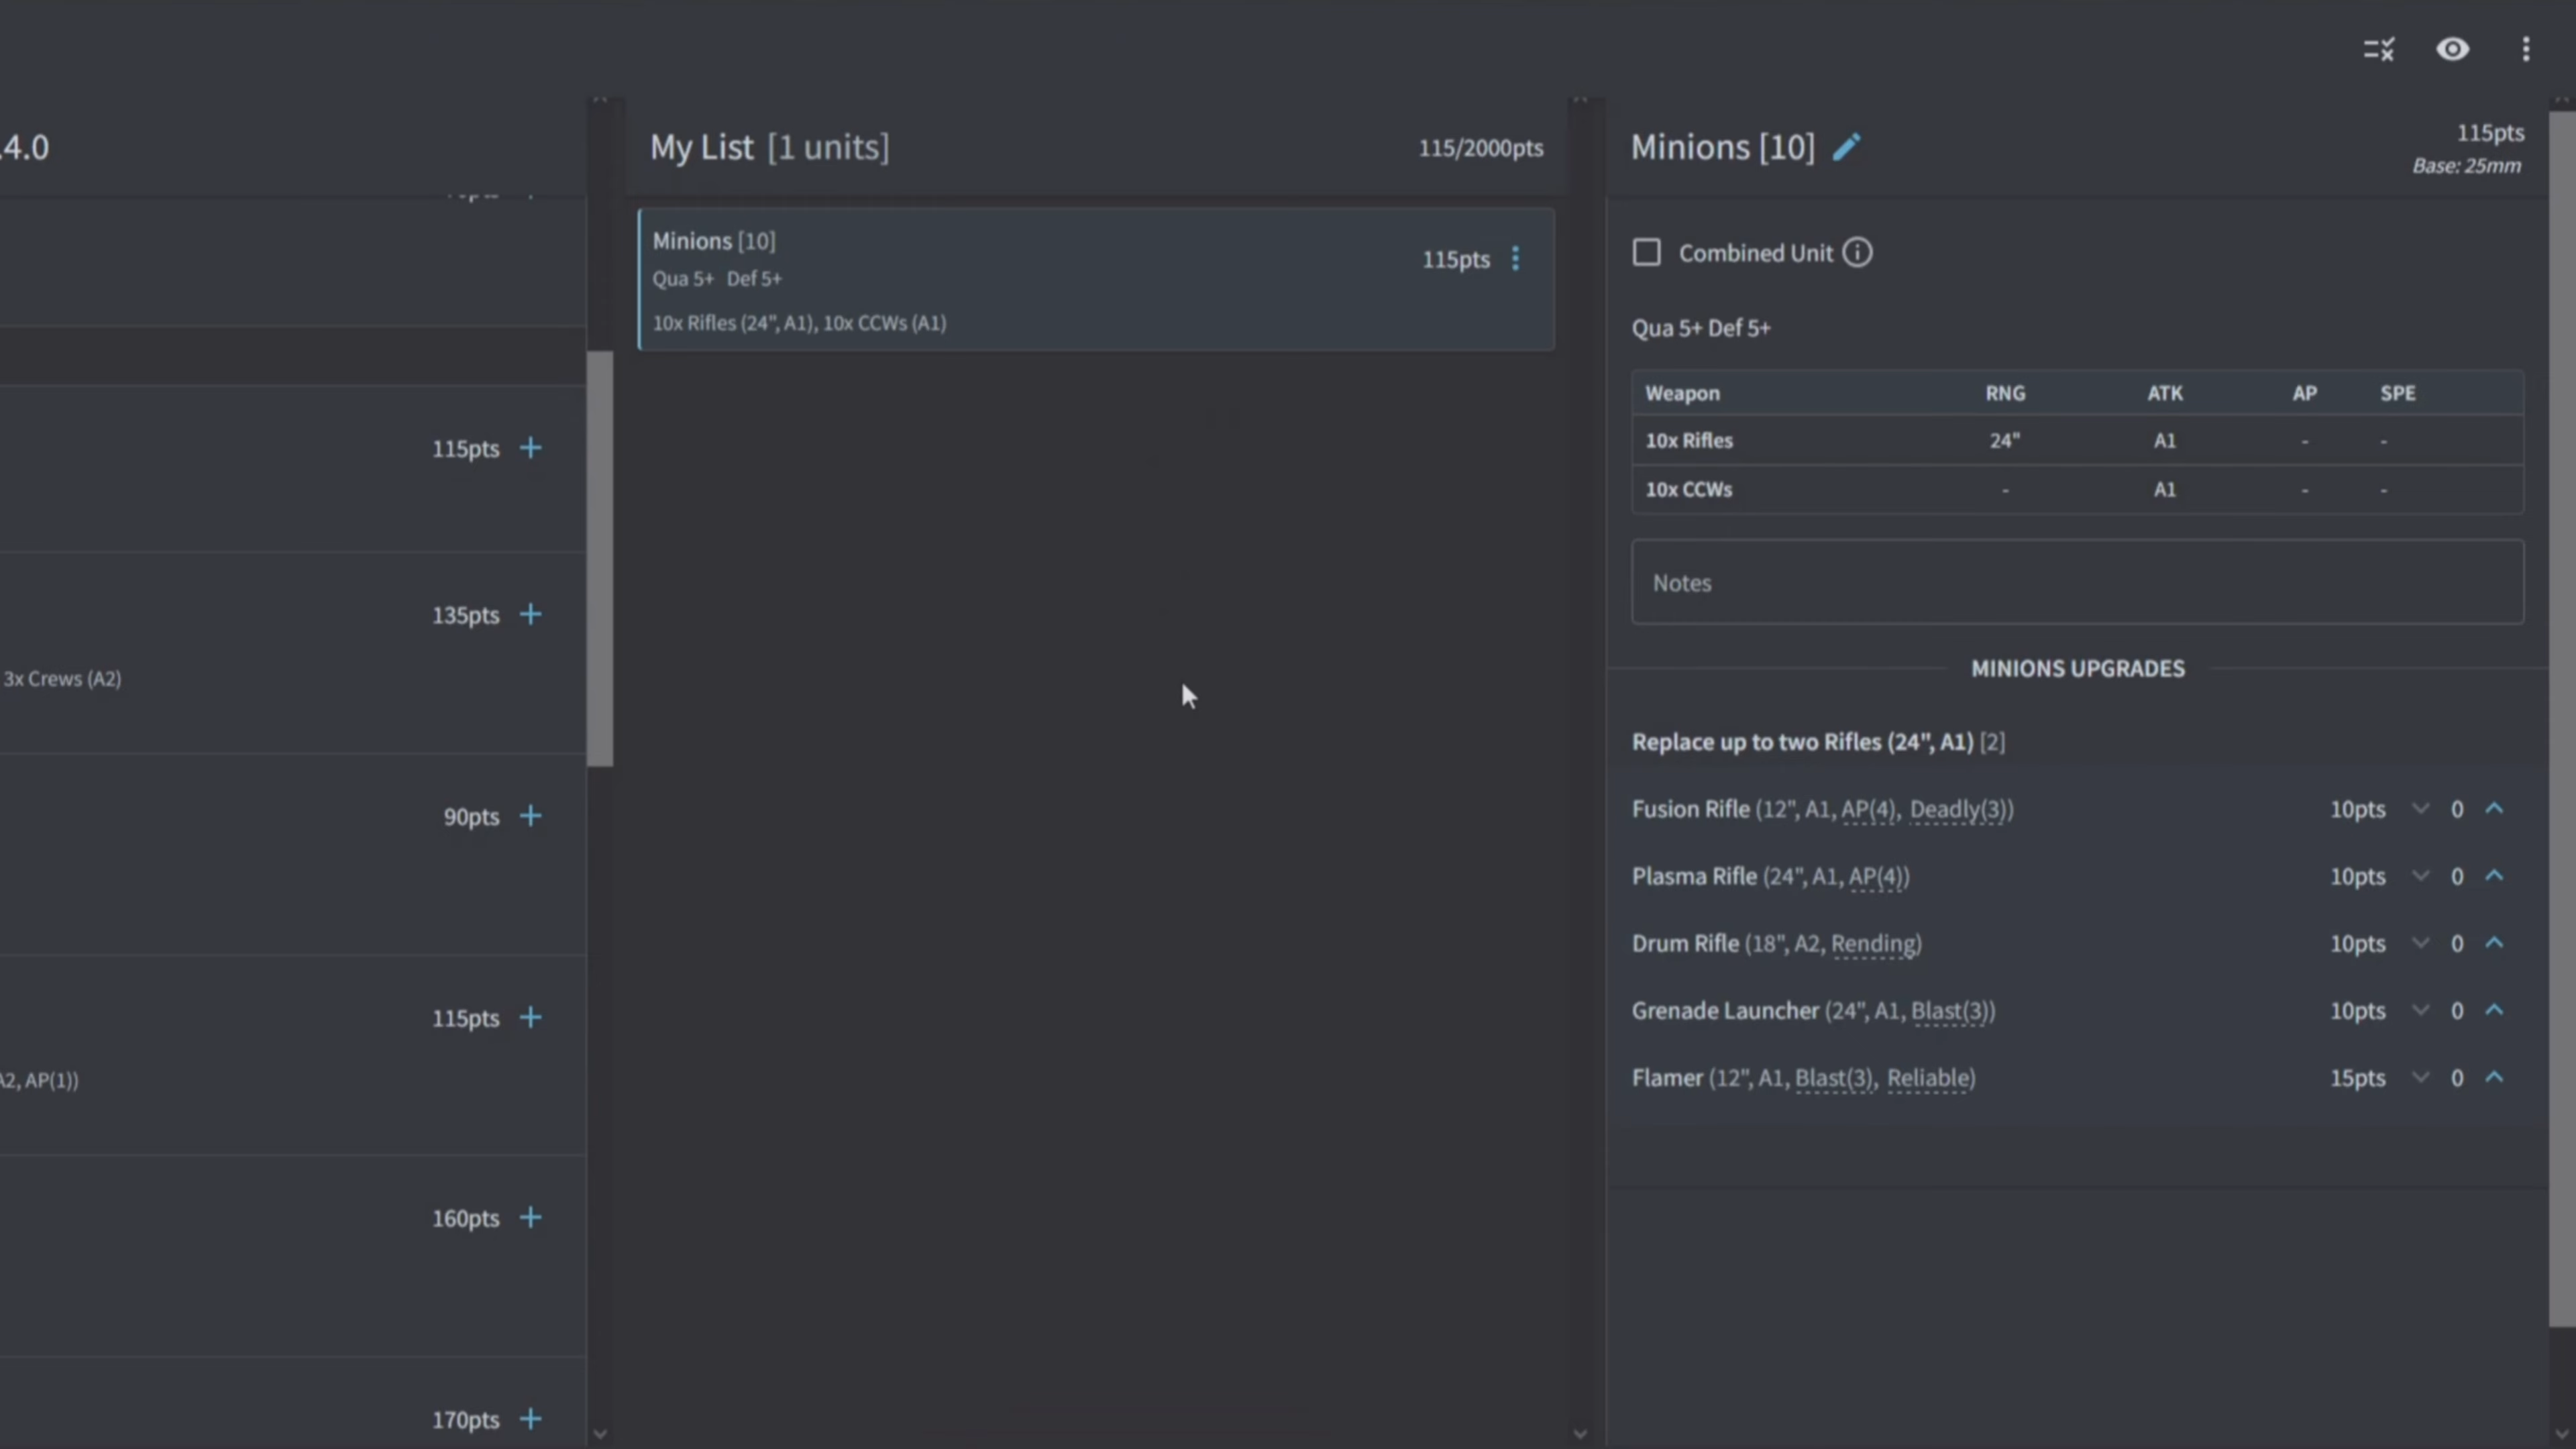 .4.0
115pts
135pts
3x Crews (A2)
90pts
115pts
A2, AP(1))
160pts
170pts
My List [1 units]
115/2000pts
Minions [10]
Qua 5+ Def 5+
115pts
10x Rifles (24", A1), 10x CCWs (A1)
Minions [10]
115pts
Base: 25mm
Combined Unit
Qua 5+ Def 5+
Weapon RNG ATK AP SPE
10x Rifles 24" A1 - -
10x CCWs - A1 - -
Notes
MINIONS UPGRADES
Replace up to two Rifles (24", A1) [2]
Fusion Rifle (12", A1, AP(4), Deadly(3)) 10pts 0
Plasma Rifle (24", A1, AP(4)) 10pts 0
Drum Rifle (18", A2, Rending) 10pts 0
Grenade Launcher (24", A1, Blast(3)) 10pts 0
Flamer (12", A1, Blast(3), Reliable) 15pts 0